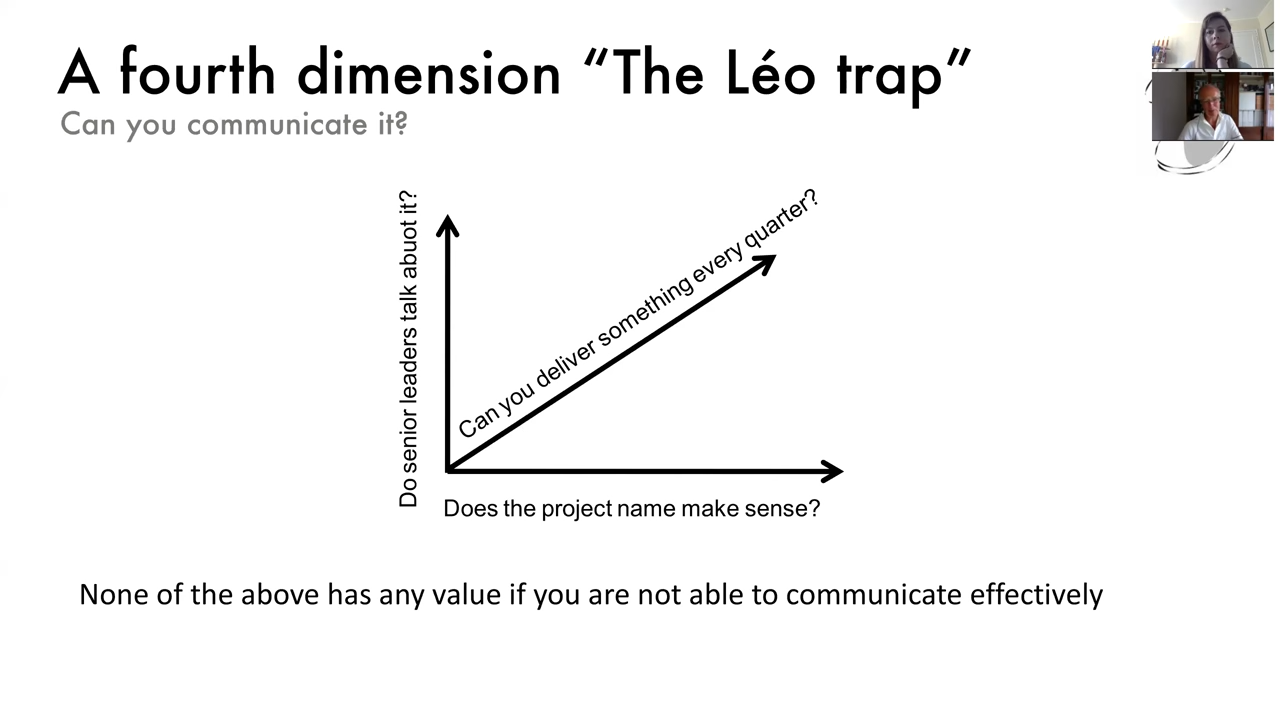 A fourth dimension “The Léo trap”
Can you communicate it?
Do senior leaders talk abuot it?
Can you deliver something every quarter?
Does the project name make sense?
None of the above has any value if you are not able to communicate effectively